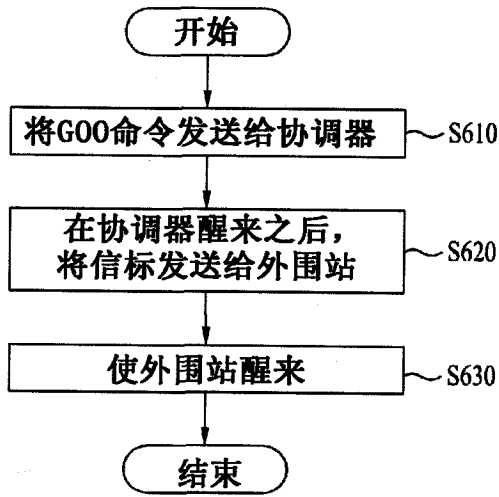 开始
将GOO命令发送给协调器
S610
在协调器醒来之后，
将信标发送给外围站
S620
使外围站醒来
S630
结束